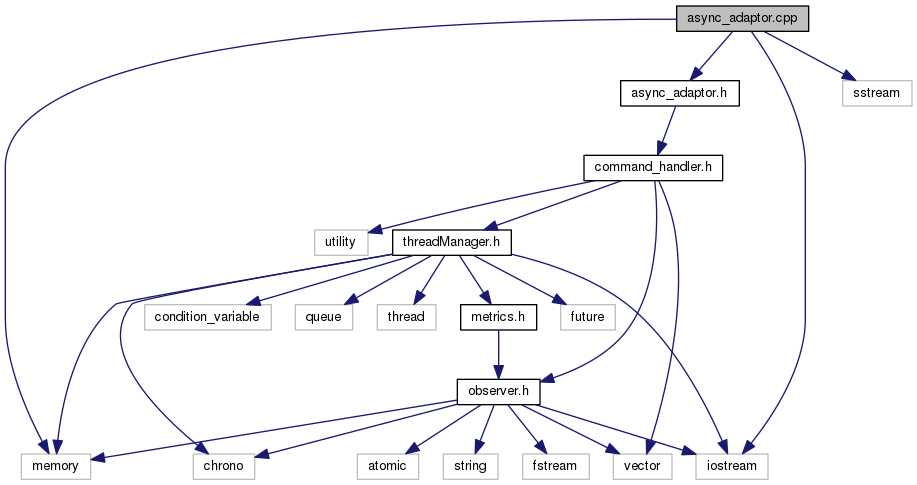 async_adaptor.cpp
async_adaptor.h
sstream
command_handler.h
utility
threadManager.h
condition_variable
queue
thread
metrics.h
future
observer.h
memory
chrono
atomic
string
fstream
vector
iostream